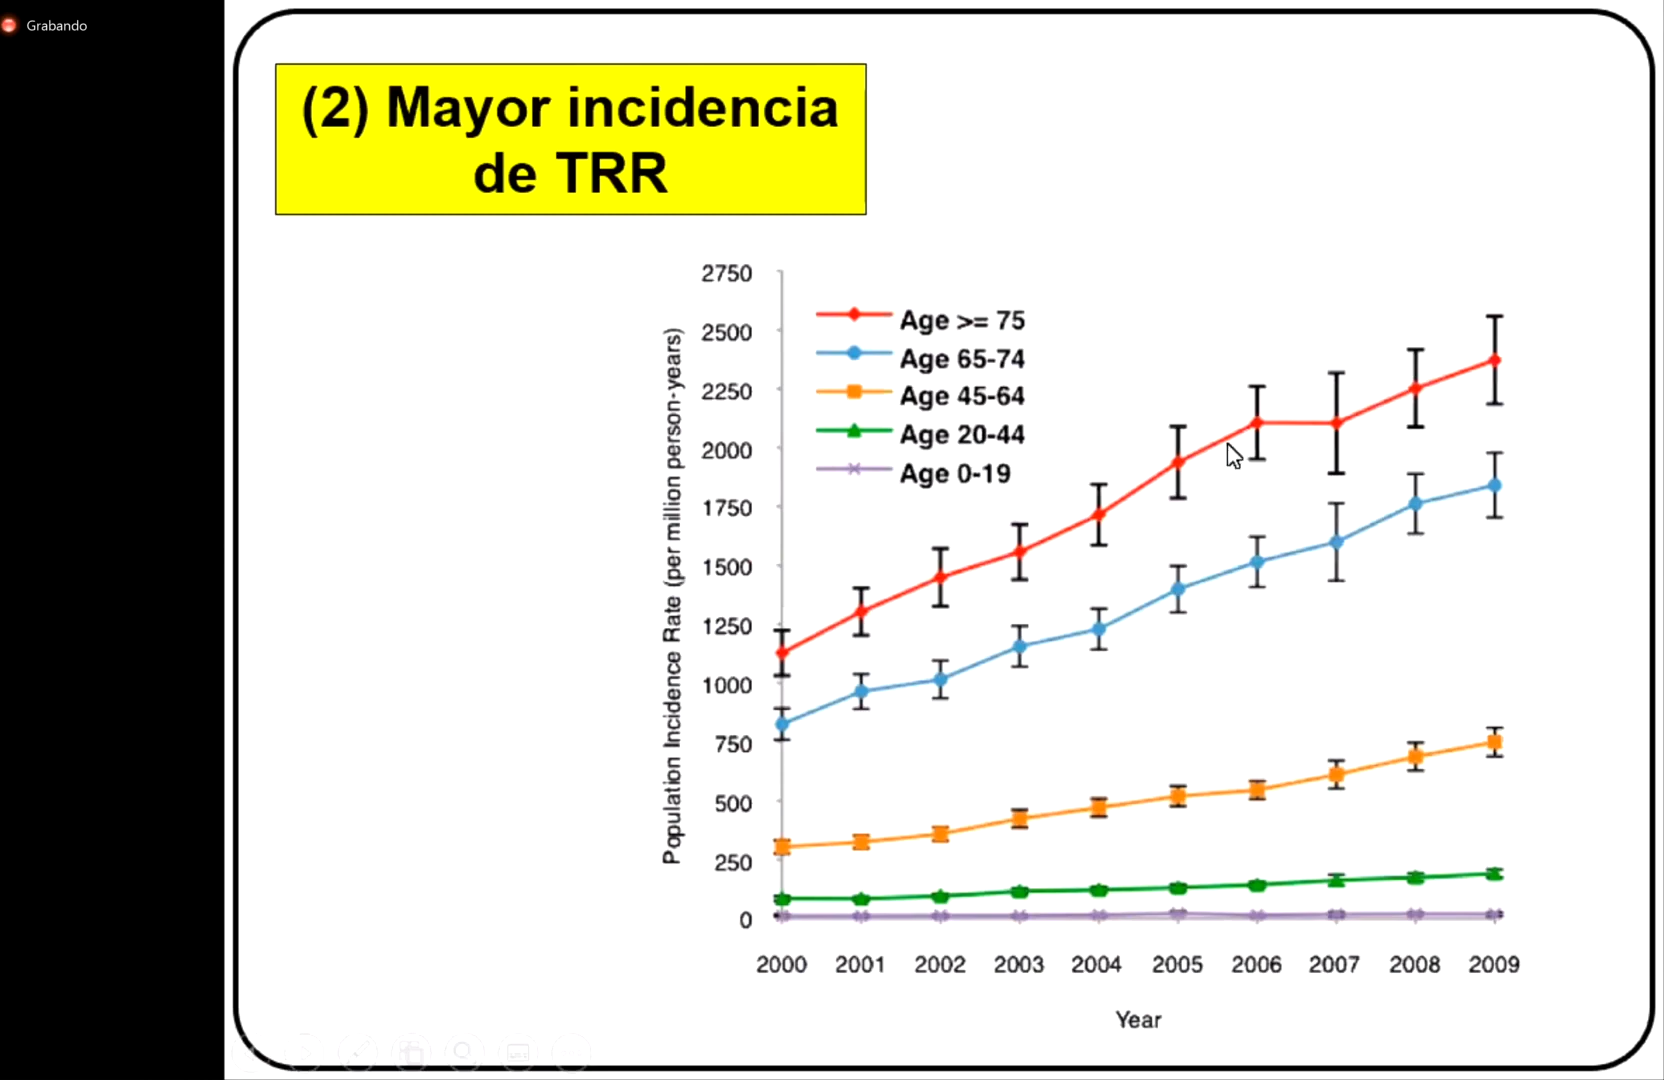 Grabando
(2) Mayor incidencia
de TRR
2750
2500
2250
2000
1750
1500
1250
1000
750
500
250
0
Population Incidence Rate (per million person-years)
Age >= 75
Age 65-74
Age 45-64
Age 20-44
Age 0-19
2000 2001 2002 2003 2004 2005 2006 2007 2008 2009
Year